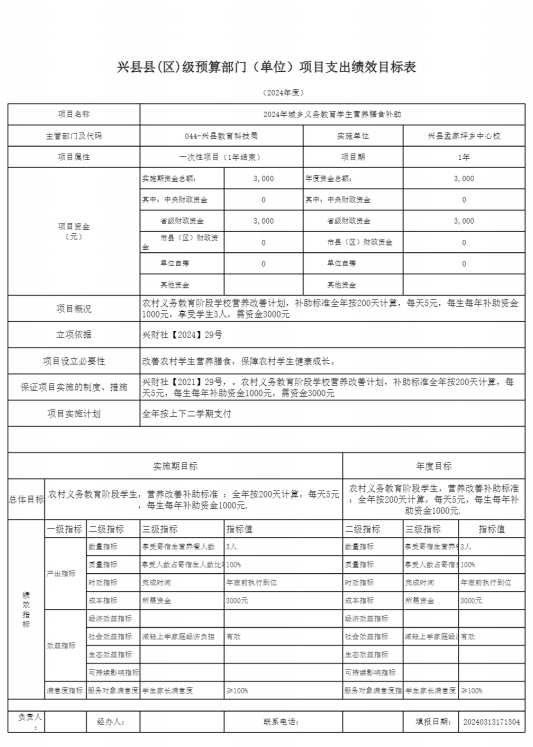 兴县县(区)级预算部门（单位）项目支出绩效目标表
（2024年度）
项目名称 2024年城乡义务教育学生营养膳食补助
主管部门及代码 044-兴县教育科技局 实施单位 兴县孟家坪乡中心校
项目属性 一次性项目（1年结束） 项目期 1年
项目资金
（元）
实施期资金总额： 3,000 年度资金总额： 3,000
其中：中央财政资金 0 其中：中央财政资金 0
省级财政资金 3,000 省级财政资金 3,000
市县（区）财政资
金 0 市县（区）财政资金 0
单位自筹 0 单位自筹 0
其他资金 其他资金
项目概况 农村义务教育阶段学校营养改善计划，补助标准全年按200天计算，每天5元，每生每年补助资金
1000元，享受学生3人，需资金3000元
立项依据 兴财社【2024】29号
项目设立必要性 改善农村学生营养膳食，保障农村学生健康成长。
保证项目实施的制度、措施 兴财社【2021】29号，。农村义务教育阶段学校营养改善计划，补助标准全年按200天计算，每
天5元，每生每年补助资金1000元，需资金3000元
项目实施计划 全年按上下二学期支付
实施期目标 年度目标
总体目标 农村义务教育阶段学生，营养改善补助标准 ：全年按200天计算，每天5元
，每生每年补助资金1000元.
农村义务教育阶段学生，营养改善补助标准
：全年按200天计算，每天5元，每生每年补
助资金1000元.
绩
效
指
标
一级指标 二级指标 三级指标 指标值 二级指标 三级指标 指标值
产出指标
数量指标 享受寄宿生营养餐人数 3人 数量指标 享受寄宿生营养 3人
质量指标 享受人数占寄宿生人数比 100% 质量指标 享受人数占寄宿生 100%
时效指标 完成时间 年底前执行到位 时效指标 完成时间 年底前执行到位
成本指标 所需资金 3000元 成本指标 所需资金 3000元
效益指标
经济效益指标 经济效益指标
社会效益指标 减轻上学家庭经济负担 有效 社会效益指标 减轻上学家庭经 有效
生态效益指标 生态效益指标
可持续影响指标 可持续影响指标
满意度指标 服务对象满意度 学生家长满意度 ≥100% 服务对象满意度指 学生家长满意度 ≥100%
负责人
： 经办人： 联系电话： 填报日期： 20240313171304